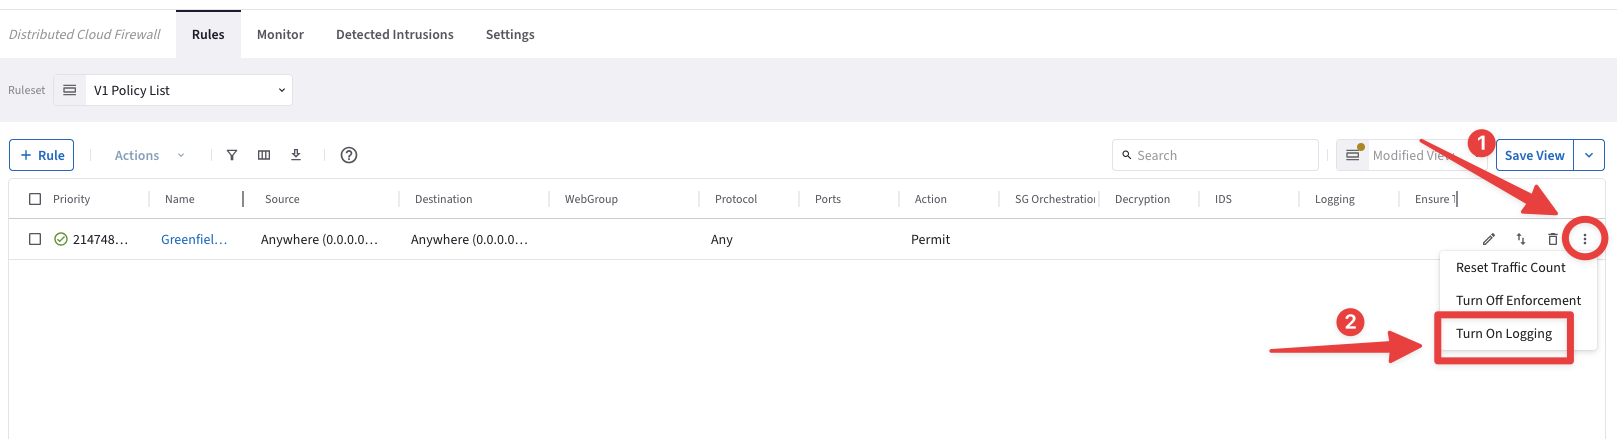 Distributed Cloud Firewall Rules Monitor Detected Intrusions Settings
Ruleset V1 Policy List
+ Rule Actions Search Modified View 1 Save View
Priority Name Source Destination WebGroup Protocol Ports Action SG Orchestration Decryption IDS Logging Ensure T
214748... Greenfiel... Anywhere (0.0.0.0... Anywhere (0.0.0.0... Any Permit
Reset Traffic Count
Turn Off Enforcement
2 Turn On Logging